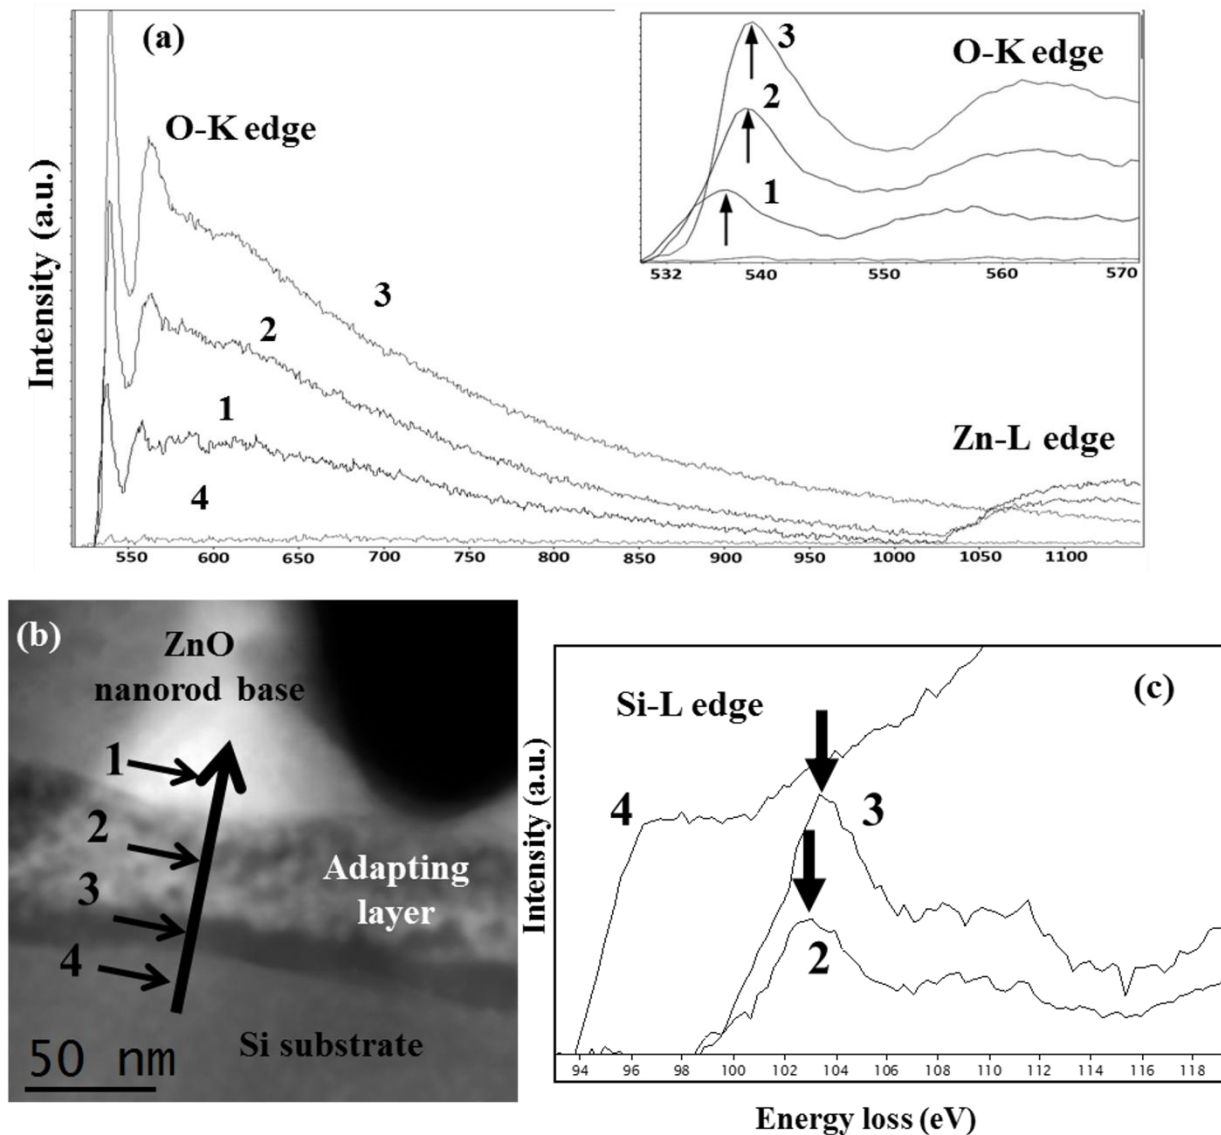 (a)
O-K edge
3
2
1
4
Zn-L edge
Intensity (a.u.)
550 600 650 700 750 800 850 900 950 1000 1050 1100
3
O-K edge
2
1
532 540 550 560 570
(b)
ZnO
nanorod base
1
2
3
4
Adapting
layer
Si substrate
50 nm
(c)
Si-L edge
4
3
2
Intensity (a.u.)
94 96 98 100 102 104 106 108 110 112 114 116 118
Energy loss (eV)